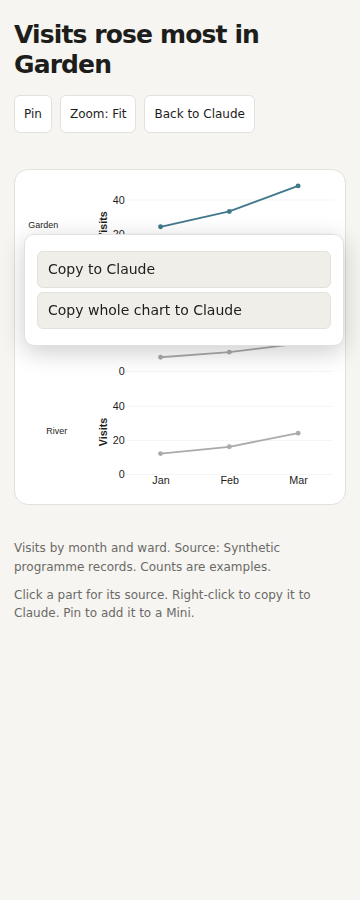 Visits rose most in
Garden
Pin
Zoom: Fit
Back to Claude
40
Garden
Copy to Claude
Copy whole chart to Claude
0
40
River
Visits
20
0
Jan
Feb
Mar
Visits by month and ward. Source: Synthetic
programme records. Counts are examples.
Click a part for its source. Right-click to copy it to
Claude. Pin to add it to a Mini.